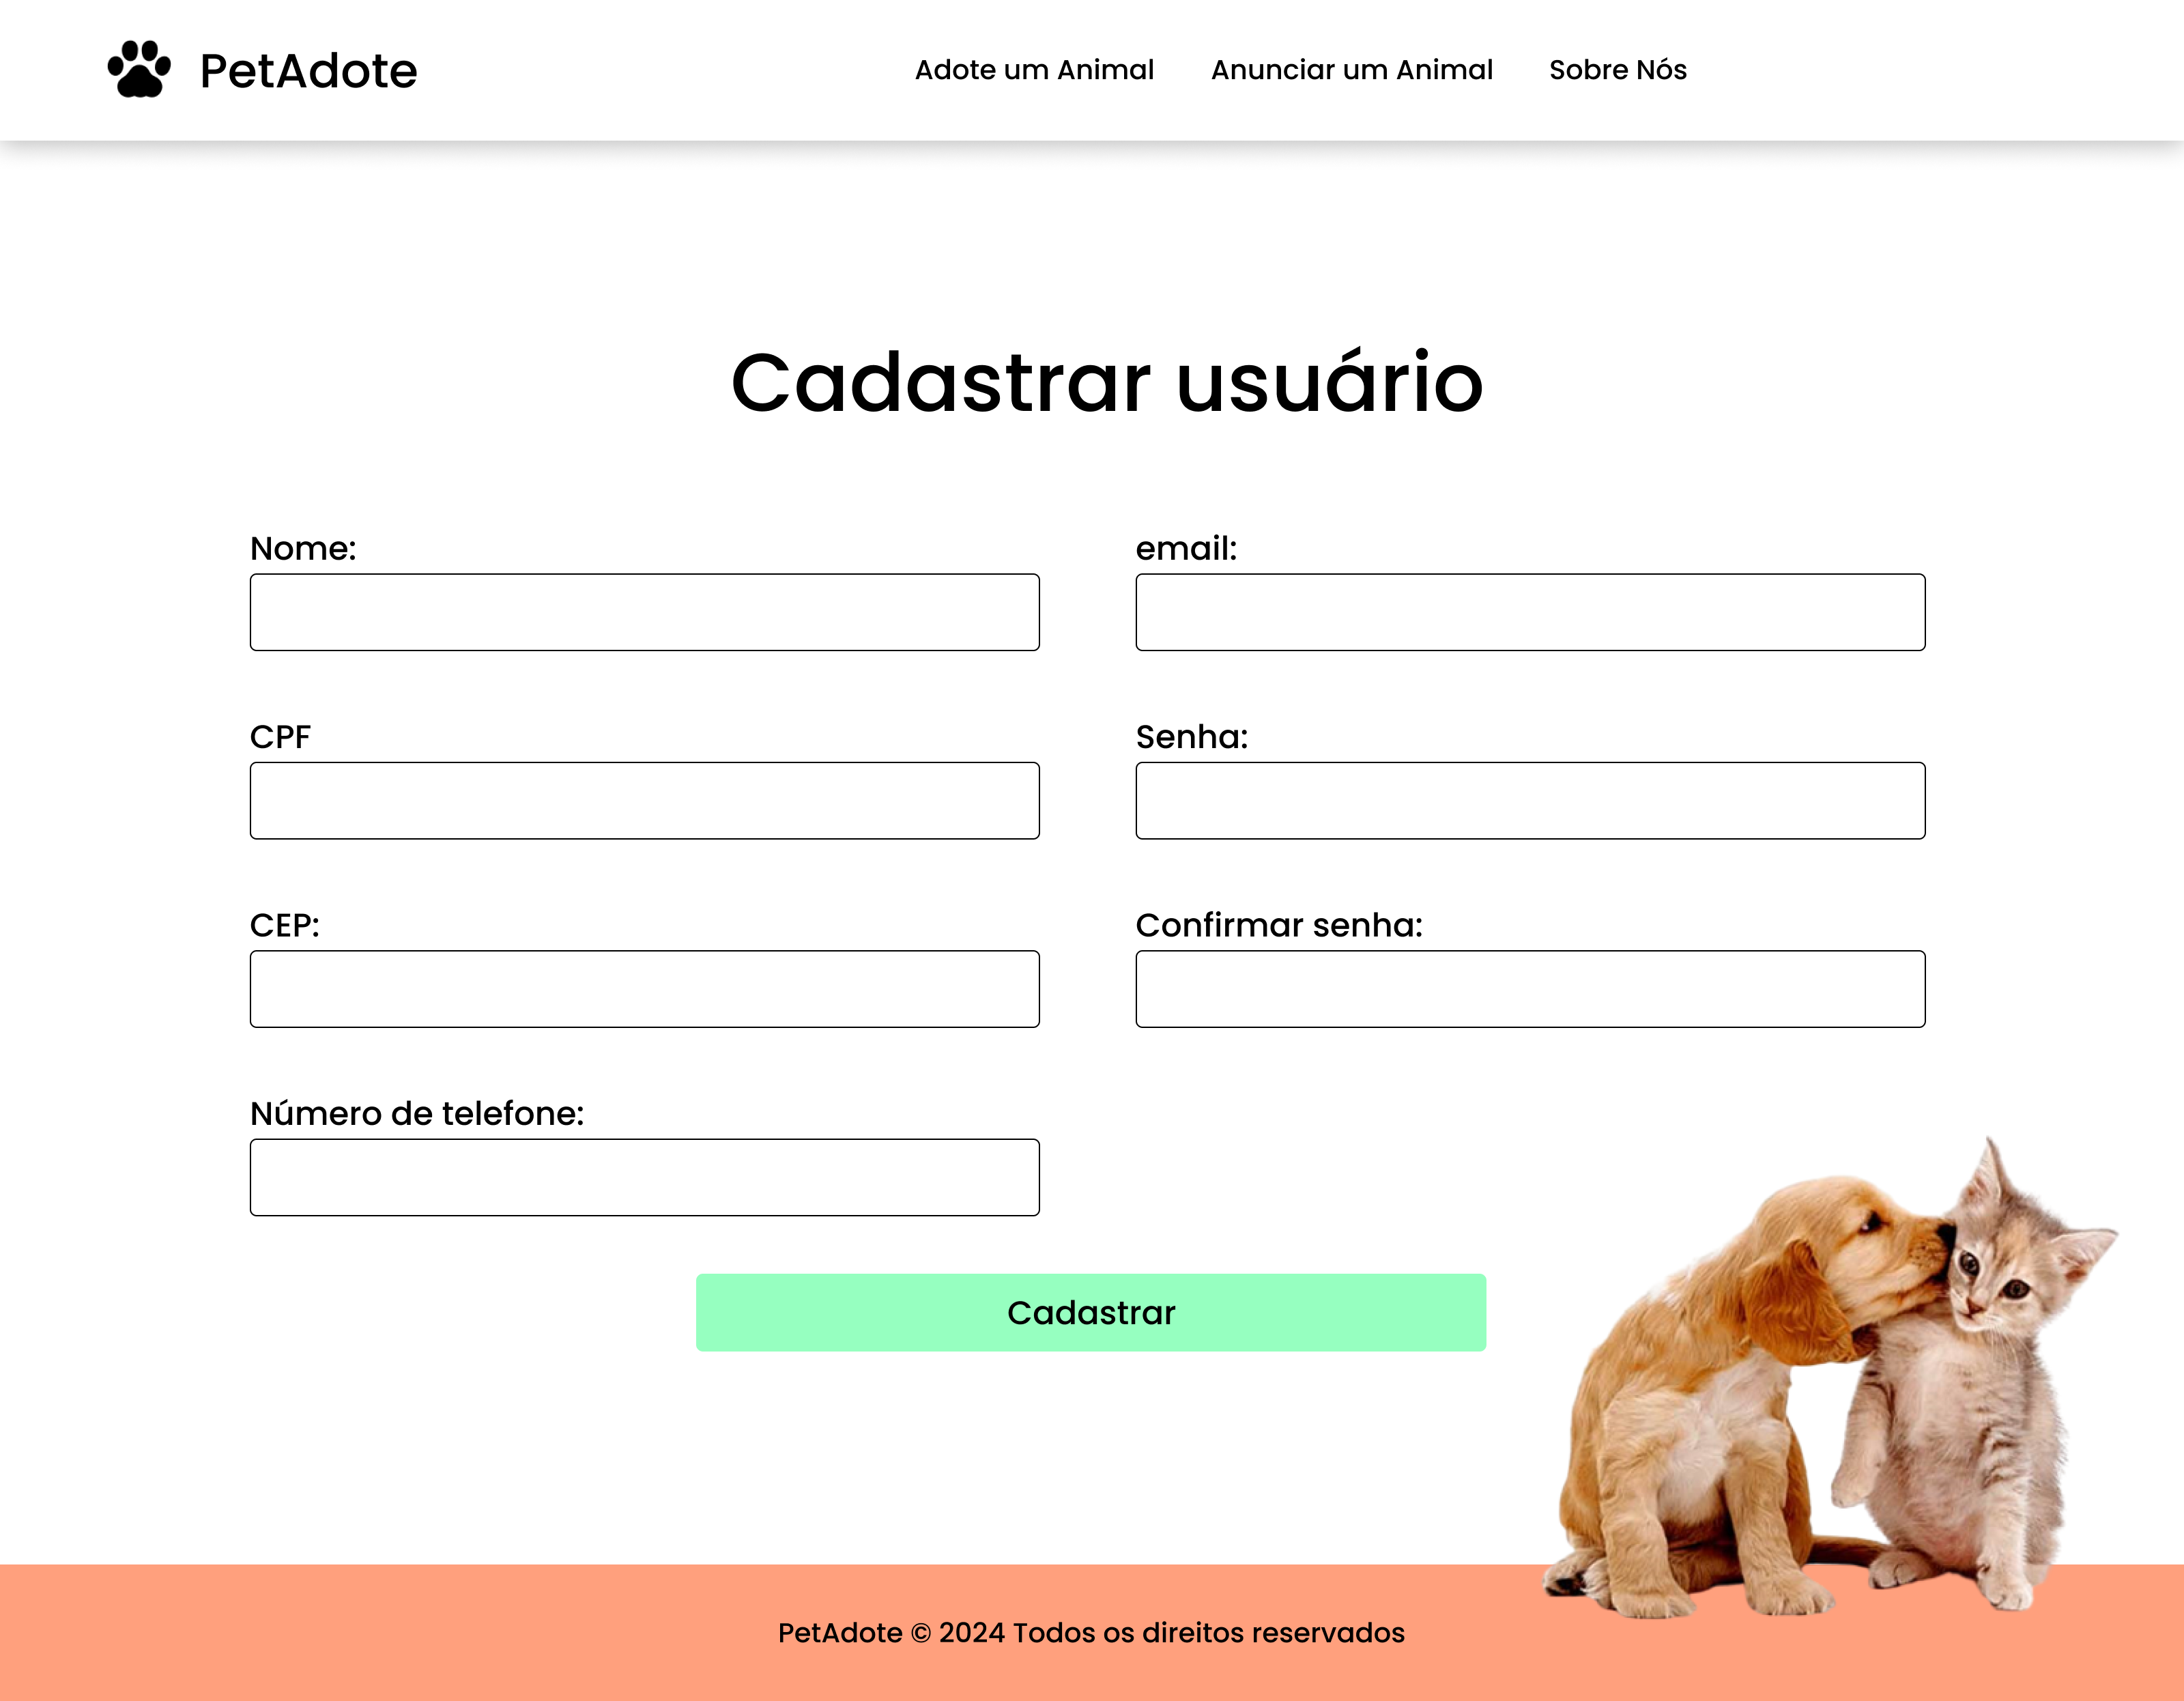 PetAdote
Adote um Animal Anunciar um Animal Sobre Nós
Cadastrar usuário
Nome: email:
CPF Senha:
CEP: Confirmar senha:
Número de telefone:
Cadastrar
PetAdote © 2024 Todos os direitos reservados